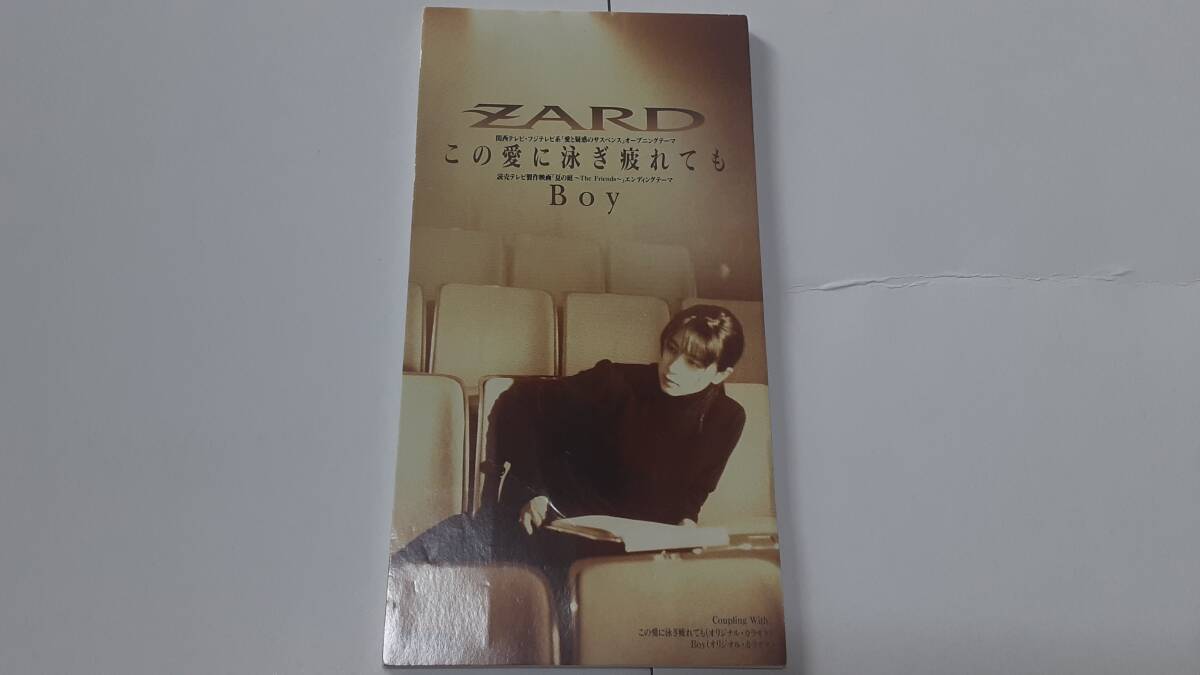 ZARD
関西テレビ・フジテレビ系「愛と疑惑のサスペンス」オープニングテーマ
この愛に泳ぎ疲れても
読売テレビ製作映画「夏の庭 〜The Friends〜」エンディングテーマ
Boy
Coupling With
この愛に泳ぎ疲れても(オリジナル・カラオケ)
Boy(オリジナル・カラオケ)